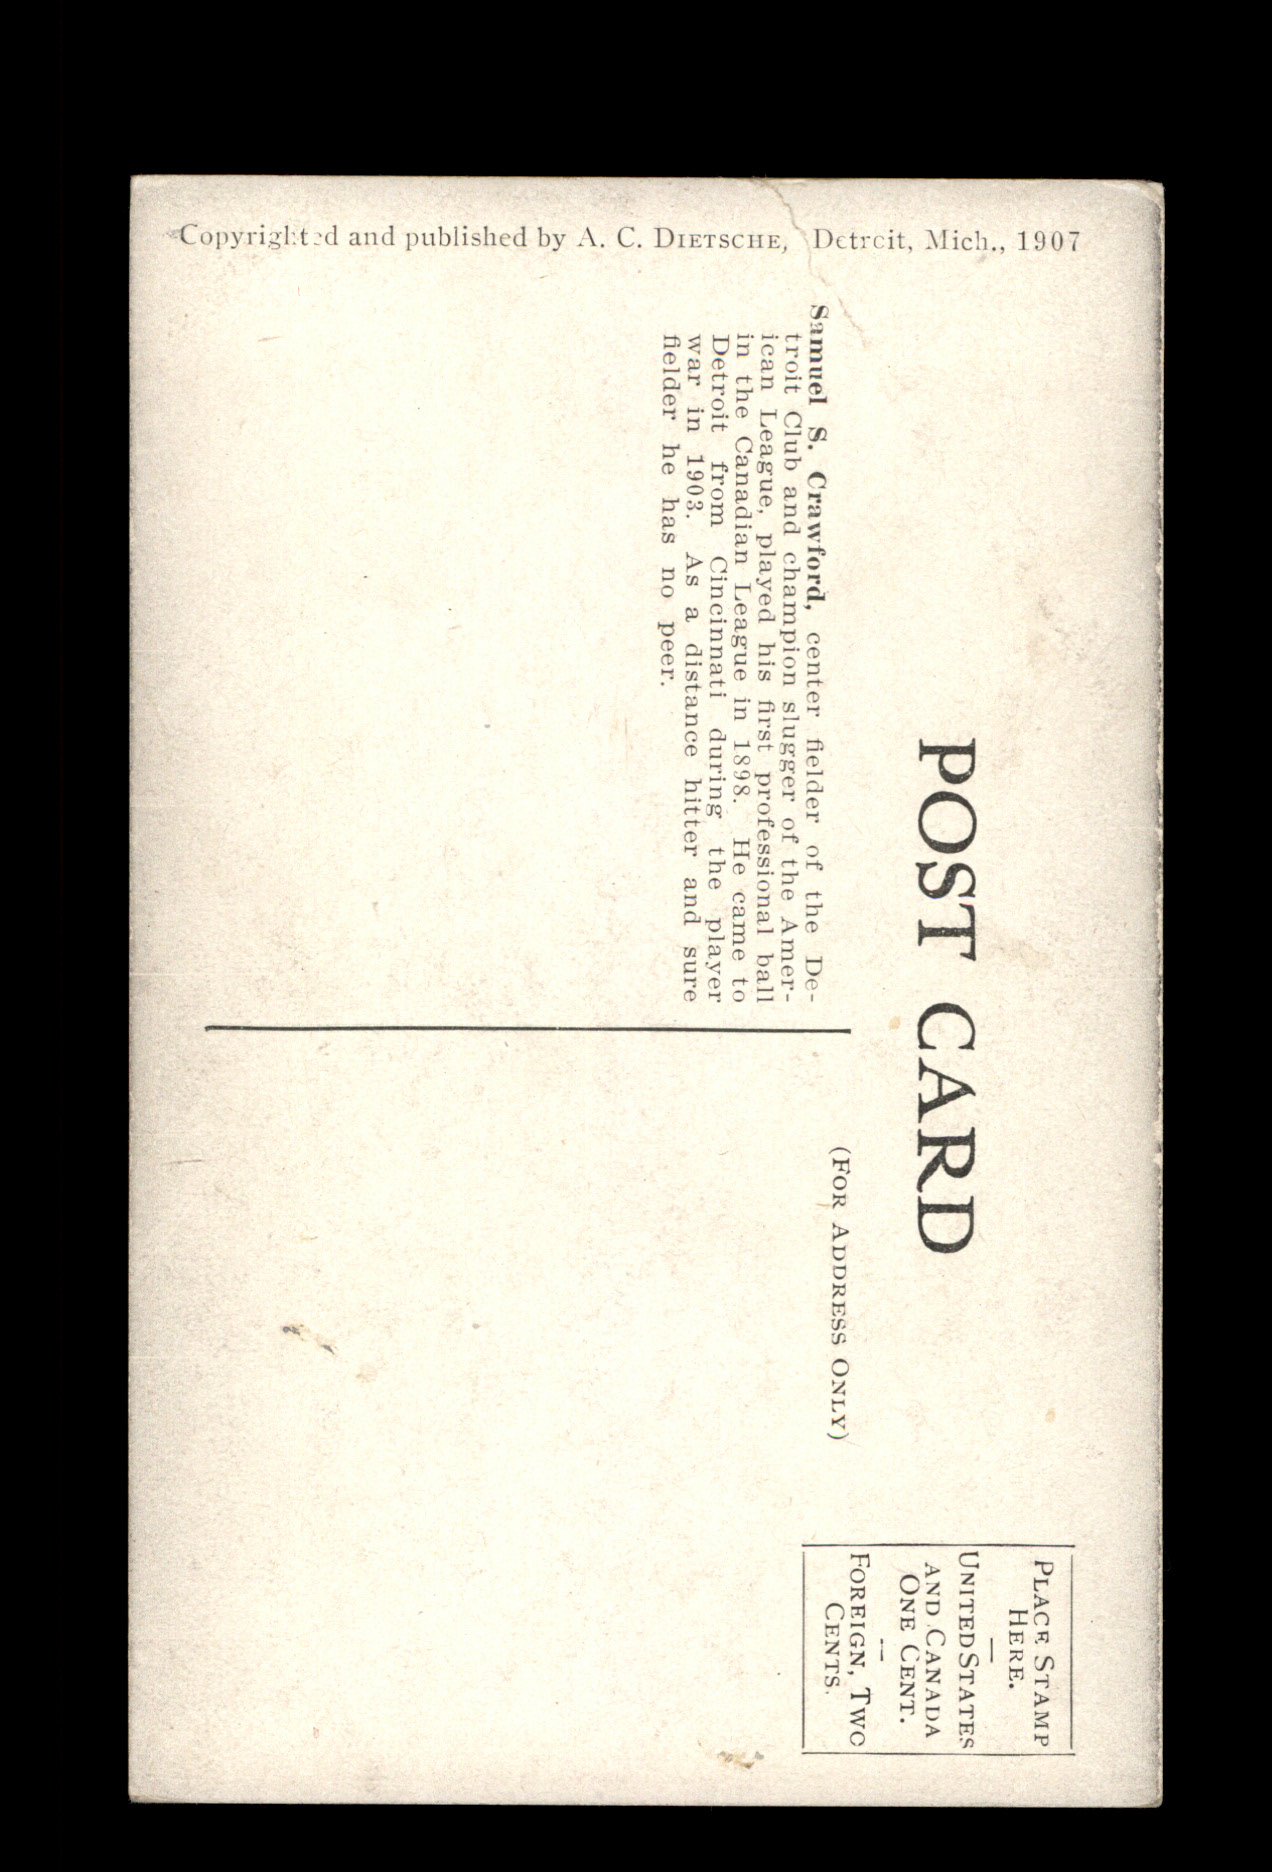 Copyrighted and published by A. C. DIETSCHE, Detroit, Mich., 1907
POST CARD
Samuel S. Crawford, center fielder of the De-
troit Club and champion slugger of the Amer-
ican League, played his first professional ball
in the Canadian League in 1898. He came to
Detroit from Cincinnati during the player
war in 1903. As a distance hitter and sure
fielder he has no peer.
(FOR ADDRESS ONLY)
PLACE STAMP
HERE.
—
UNITED STATES
AND CANADA
ONE CENT.
—
FOREIGN, TWO
CENTS.